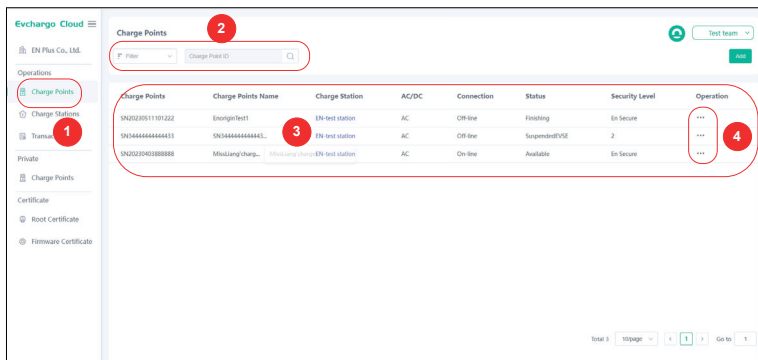 Evchargo Cloud
EN Plus Co., Ltd.
Operations
Charge Points
Charge Stations
1
Private
Charge Points
Certificate
Root Certificate
Firmware Certificate
Charge Points
2
Test team
Filter
Charge Point ID
Add
Charge Points Charge Points Name Charge Station AC/DC Connection Status Security Level Operation
SN20230511101222 EnoriginTest1 EN-test station AC Off-line Finishing En Secure •••
SN34444444444433 SN3444444444443... EN-test station AC Off-line SuspendedEVSE 2 •••
3
4
SN20230403888888 MissLiang'charg... EN-test station AC On-line Available En Secure •••
Total 3 10/page < 1 > Go to 1